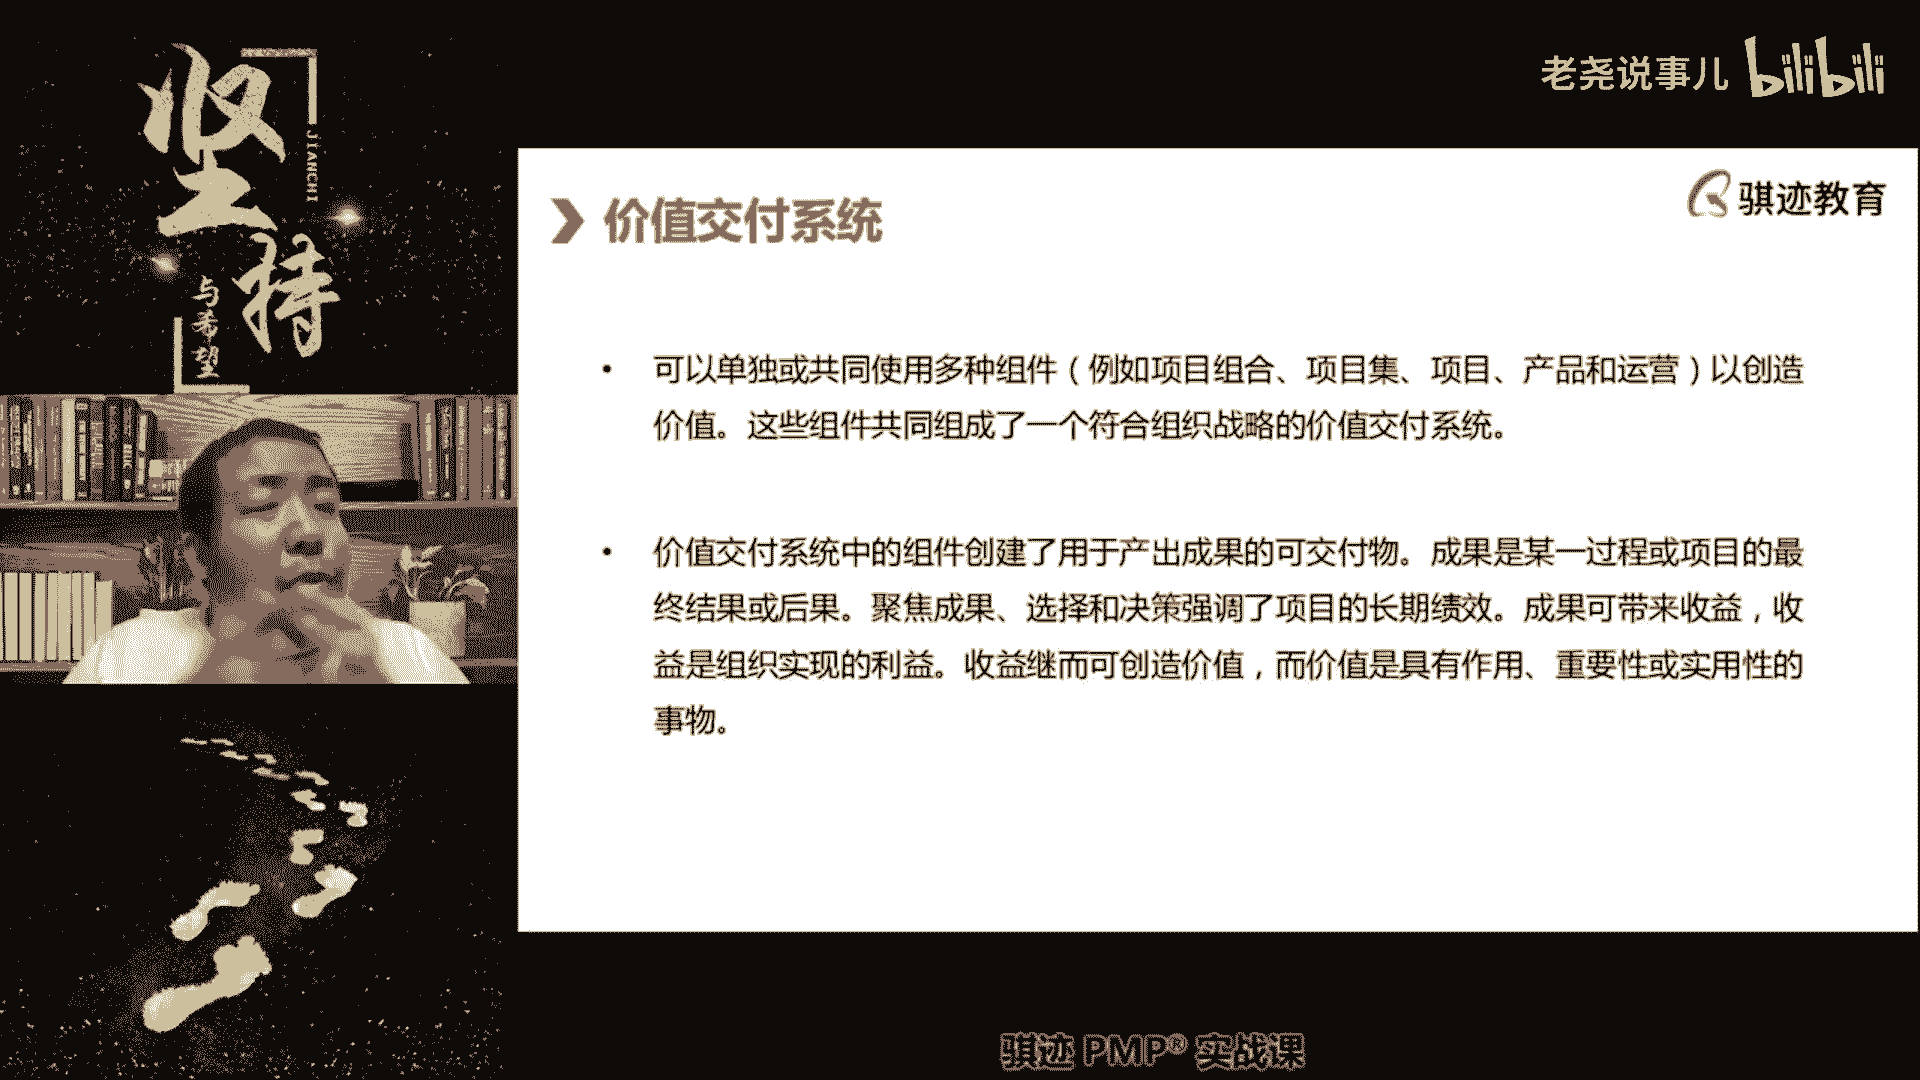 坚持
JIANCHI
与希望
老尧说事儿 bilibili
骐迹教育
价值交付系统
• 可以单独或共同使用多种组件（例如项目组合、项目集、项目、产品和运营）以创造
价值。这些组件共同组成了一个符合组织战略的价值交付系统。
• 价值交付系统中的组件创建了用于产出成果的可交付物。成果是某一过程或项目的最
终结果或后果。聚焦成果、选择和决策强调了项目的长期绩效。成果可带来收益，收
益是组织实现的利益。收益继而可创造价值，而价值是具有作用、重要性或实用性的
事物。
骐迹 PMP® 实战课